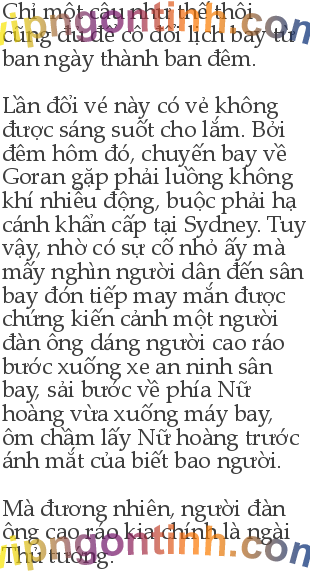 Chỉ một câu như thế thôi
cũng đủ để cô đổi lịch bay từ
ban ngày thành ban đêm.
Lần đổi vé này có vẻ không
được sáng suốt cho lắm. Bởi
đêm hôm đó, chuyến bay về
Goran gặp phải luồng không
khí nhiễu động, buộc phải hạ
cánh khẩn cấp tại Sydney. Tuy
vậy, nhờ có sự cố nhỏ ấy mà
mấy nghìn người dân đến sân
bay đón tiếp may mắn được
chứng kiến cảnh một người
đàn ông dáng người cao ráo
bước xuống xe an ninh sân
bay, sải bước về phía Nữ
hoàng vừa xuống máy bay,
ôm chầm lấy Nữ hoàng trước
ánh mắt của biết bao người.
Mà đương nhiên, người đàn
ông cao ráo kia chính là ngài
Thủ tướng.
vipngontinh.com